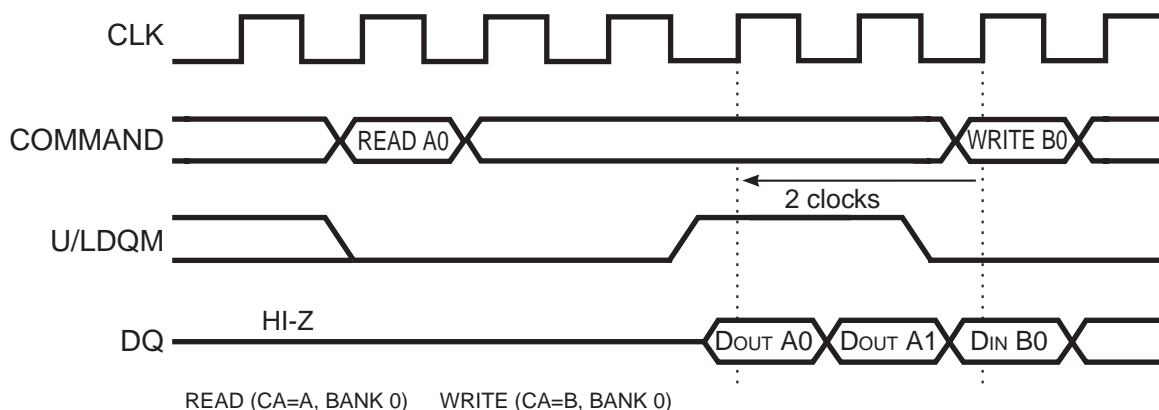 CLK
COMMAND READ A0 WRITE B0
2 clocks
U/LDQM
HI-Z
DQ DOUT A0 DOUT A1 DIN B0
READ (CA=A, BANK 0) WRITE (CA=B, BANK 0)